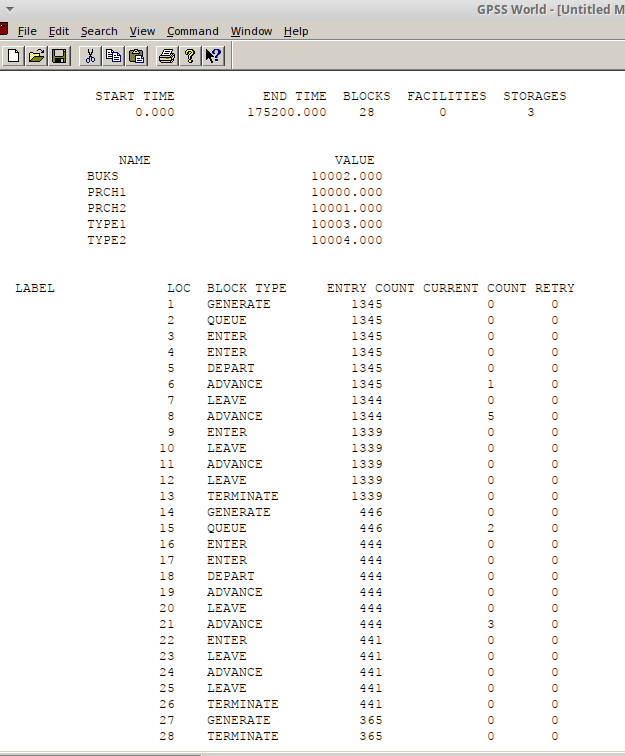 GPSS World - [Untitled M
File Edit Search View Command Window Help
START TIME END TIME BLOCKS FACILITIES STORAGES
0.000 175200.000 28 0 3
NAME VALUE
BUKS 10002.000
PRCH1 10000.000
PRCH2 10001.000
TYPE1 10003.000
TYPE2 10004.000
LABEL LOC BLOCK TYPE ENTRY COUNT CURRENT COUNT RETRY
1 GENERATE 1345 0 0
2 QUEUE 1345 0 0
3 ENTER 1345 0 0
4 ENTER 1345 0 0
5 DEPART 1345 0 0
6 ADVANCE 1345 1 0
7 LEAVE 1344 0 0
8 ADVANCE 1344 5 0
9 ENTER 1339 0 0
10 LEAVE 1339 0 0
11 ADVANCE 1339 0 0
12 LEAVE 1339 0 0
13 TERMINATE 1339 0 0
14 GENERATE 446 0 0
15 QUEUE 446 2 0
16 ENTER 444 0 0
17 ENTER 444 0 0
18 DEPART 444 0 0
19 ADVANCE 444 0 0
20 LEAVE 444 0 0
21 ADVANCE 444 3 0
22 ENTER 441 0 0
23 LEAVE 441 0 0
24 ADVANCE 441 0 0
25 LEAVE 441 0 0
26 TERMINATE 441 0 0
27 GENERATE 365 0 0
28 TERMINATE 365 0 0